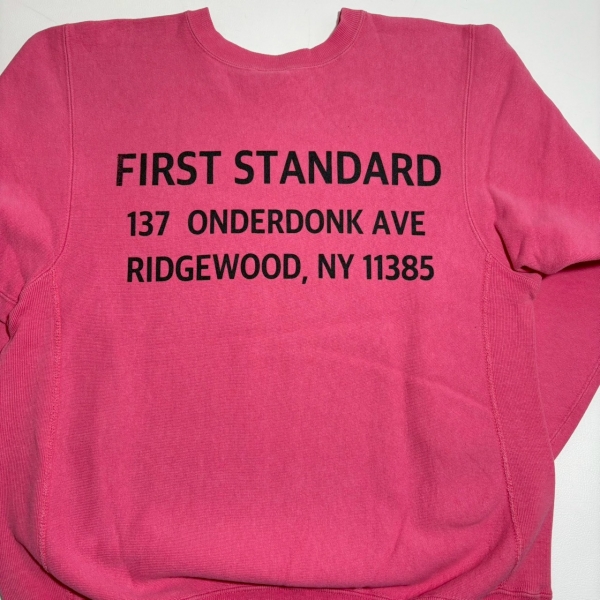 FIRST STANDARD
137 ONDERDONK AVE
RIDGEWOOD, NY 11385